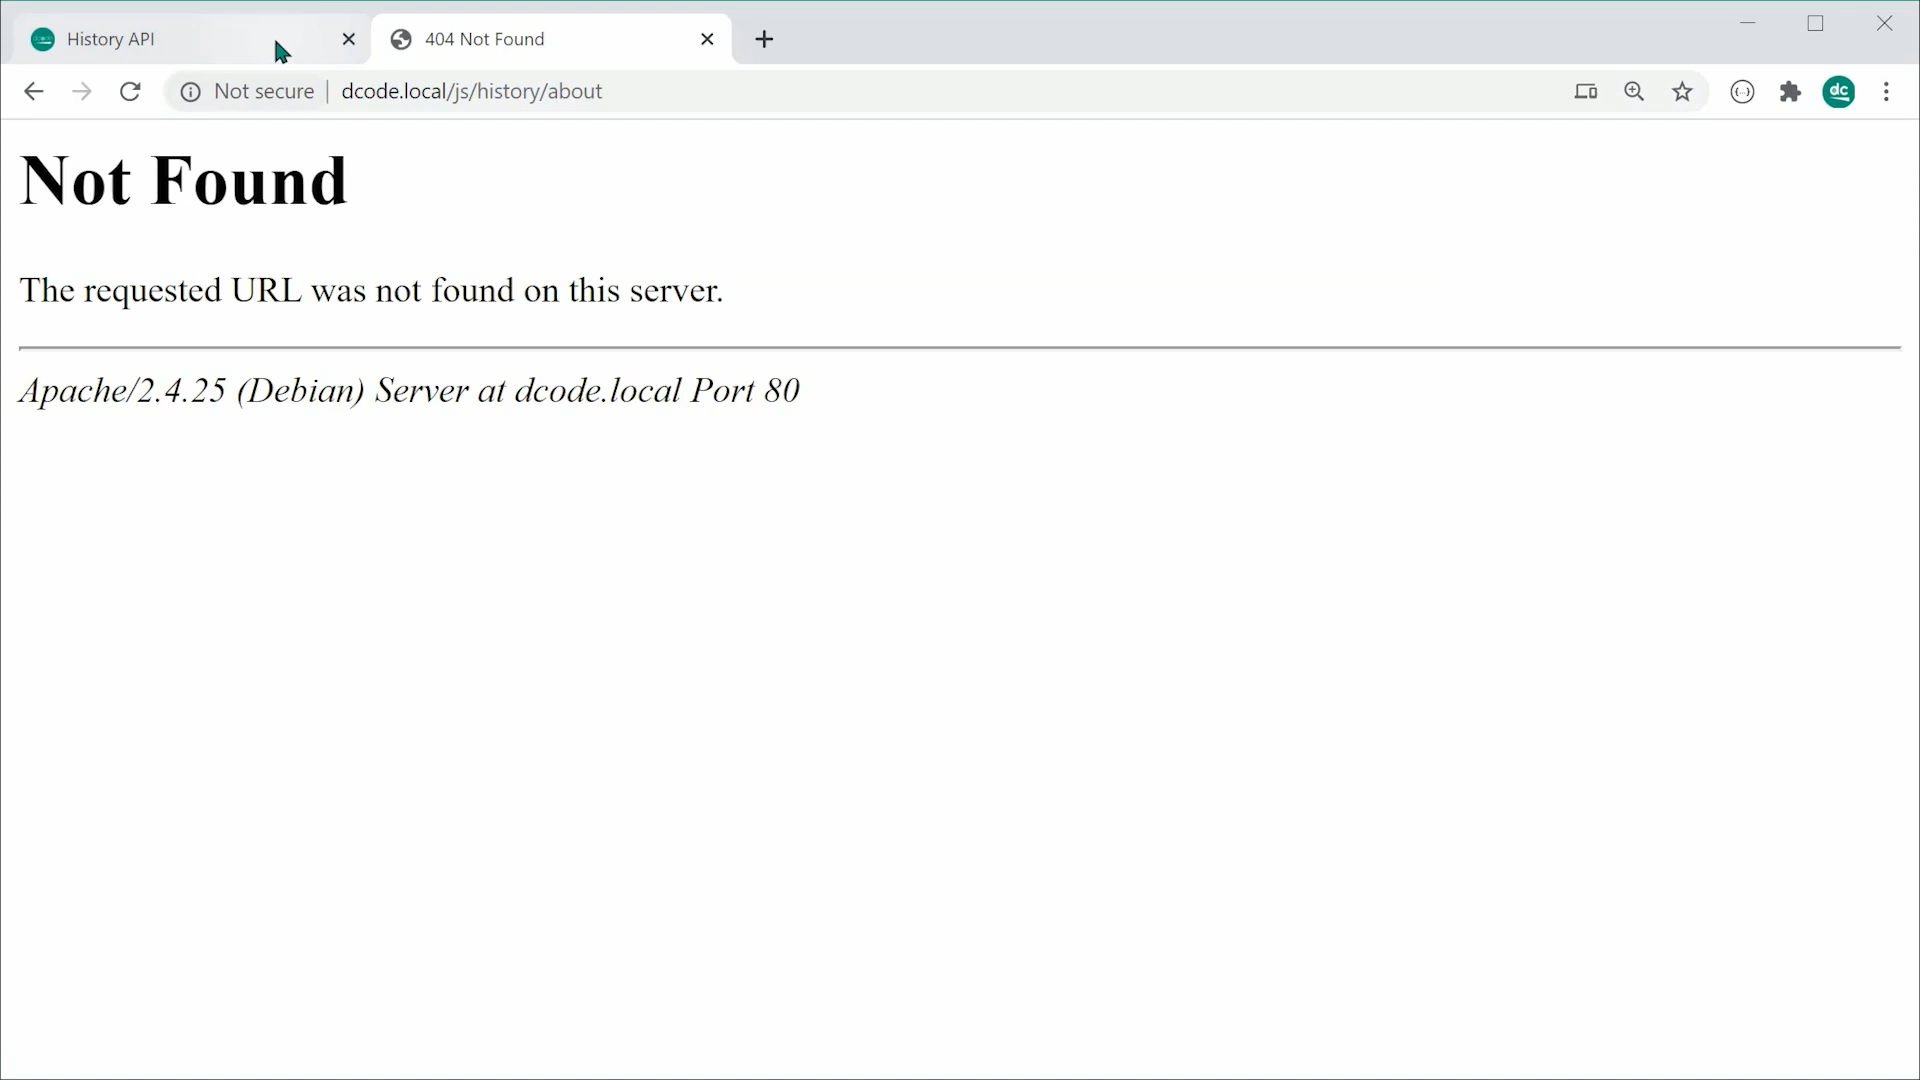 History API
404 Not Found
Not secure
dcode.local/js/history/about
dc
Not Found
The requested URL was not found on this server.
Apache/2.4.25 (Debian) Server at dcode.local Port 80